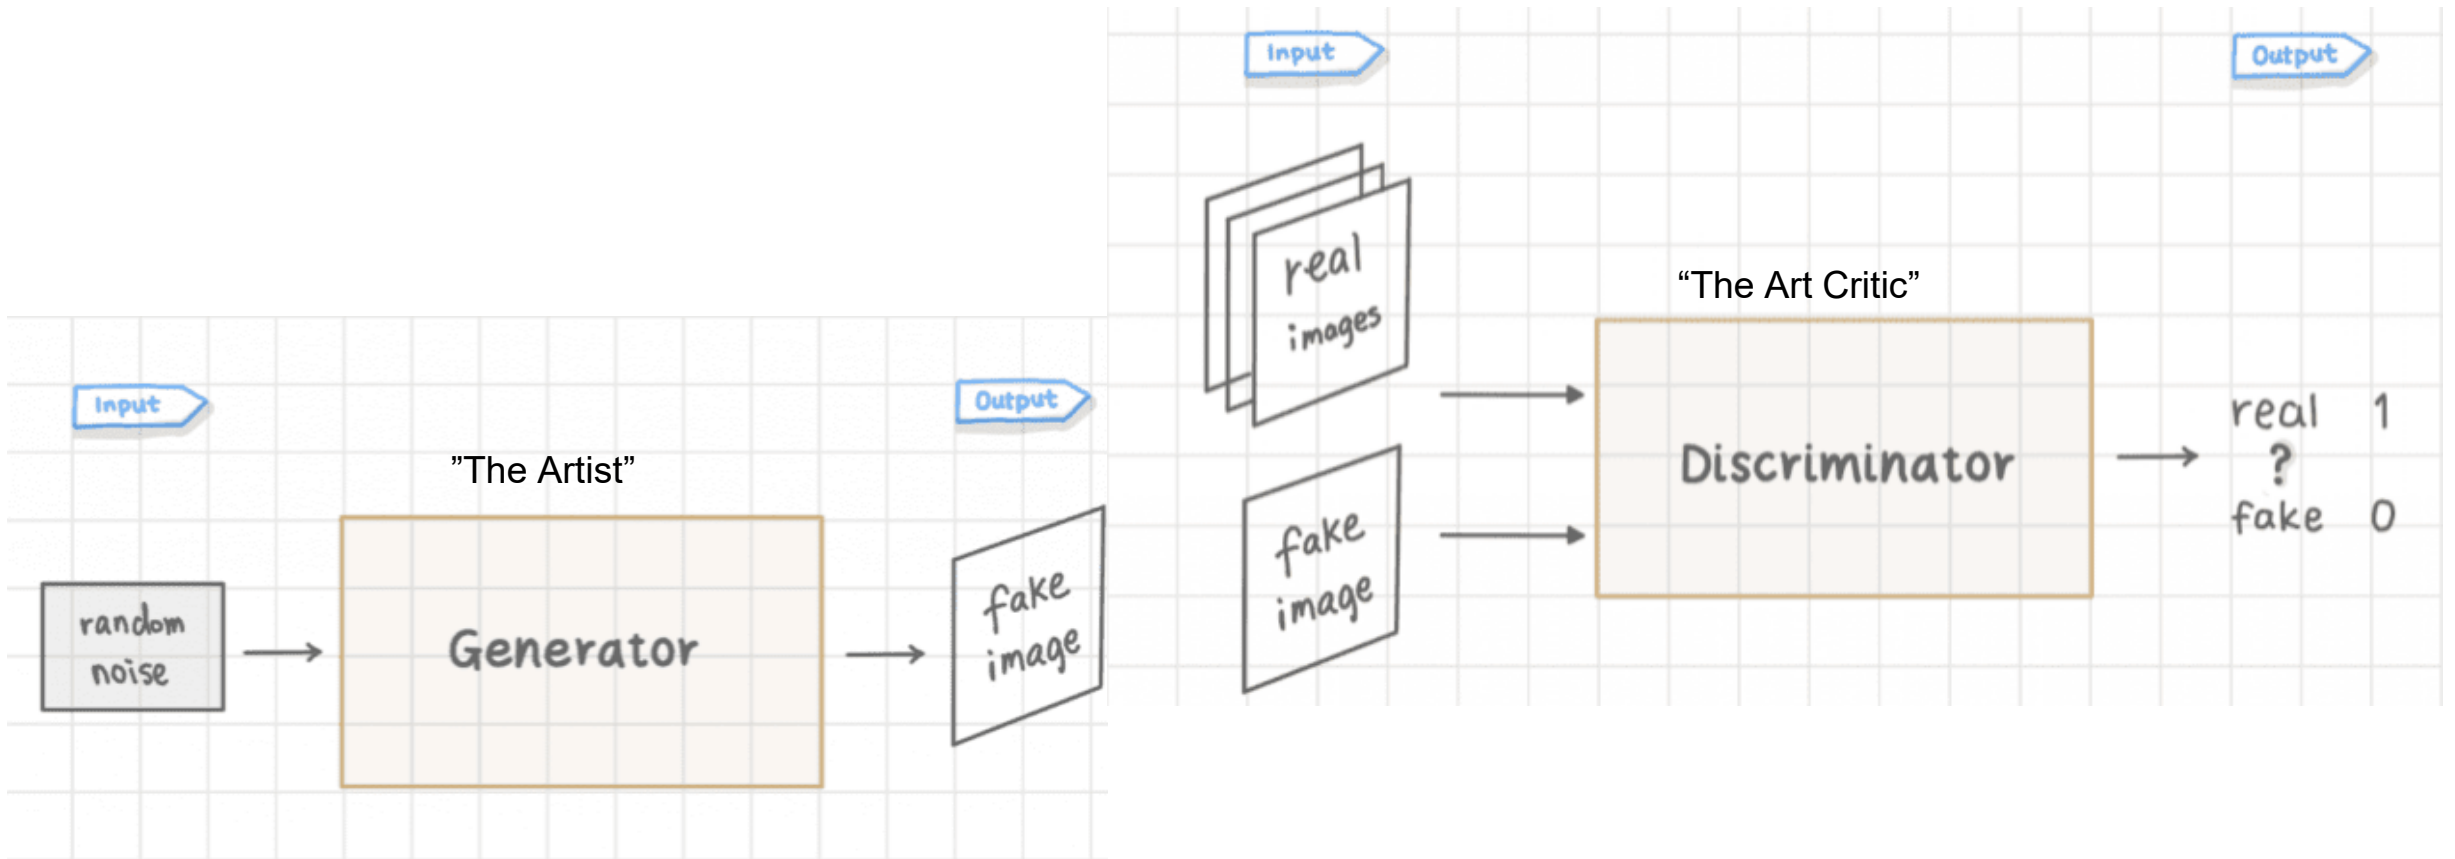 Input
Output
”The Artist”
random
noise
Generator
fake
image
Input
Output
real
images
“The Art Critic”
fake
image
Discriminator
real 1
?
fake 0